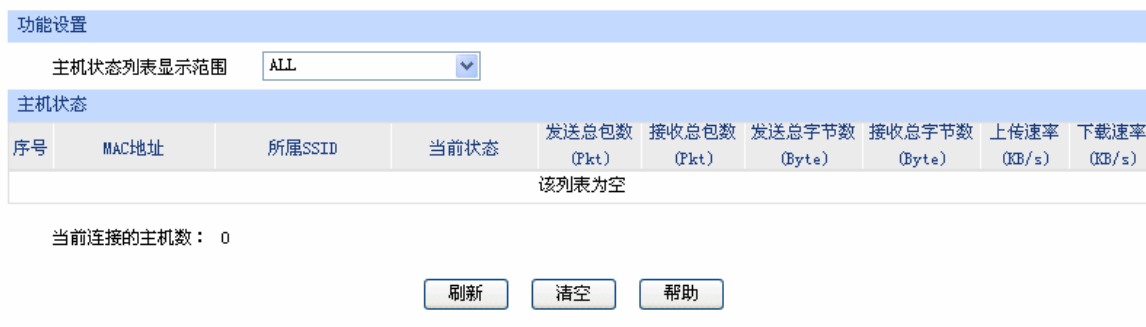 功能设置
主机状态列表显示范围 ALL
主机状态
序号 MAC地址 所属SSID 当前状态 发送总包数(Pkt) 接收总包数(Pkt) 发送总字节数(Byte) 接收总字节数(Byte) 上传速率(KB/s) 下载速率(KB/s)
该列表为空
当前连接的主机数： 0
刷新 清空 帮助